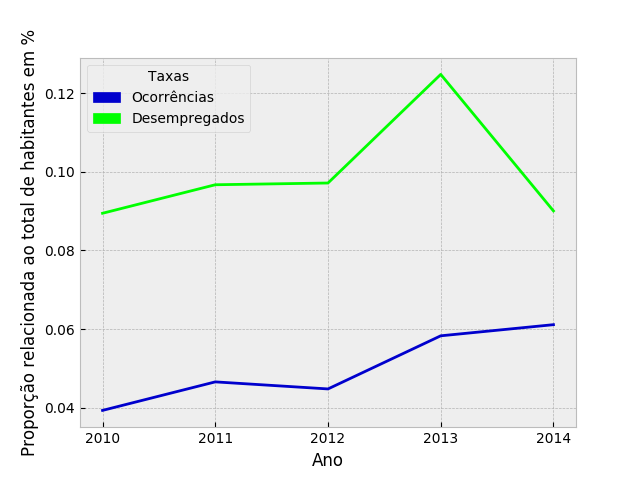 Proporção relacionada ao total de habitantes em %
Taxas
Ocorrências
Desempregados
0.12
0.10
0.08
0.06
0.04
2010 2011 2012 2013 2014
Ano